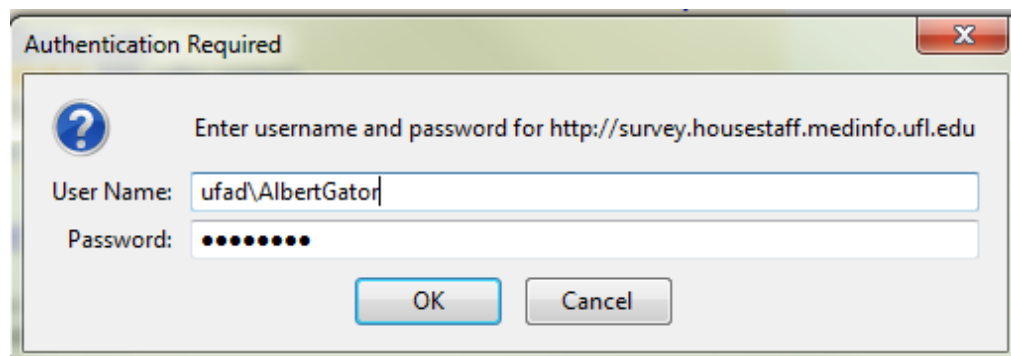 Authentication Required
Enter username and password for http://survey.housestaff.medinfo.ufl.edu
User Name: ufad\AlbertGator
Password: ●●●●●●●●
OK Cancel